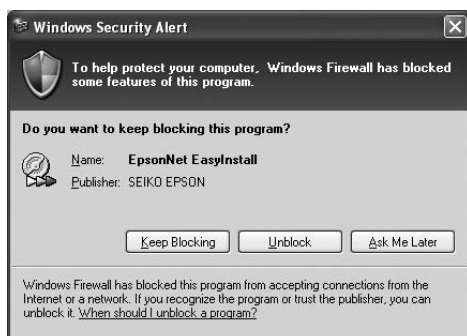 Windows Security Alert
To help protect your computer, Windows Firewall has blocked
some features of this program.
Do you want to keep blocking this program?
Name: EpsonNet EasyInstall
Publisher: SEIKO EPSON
Keep Blocking Unblock Ask Me Later
Windows Firewall has blocked this program from accepting connections from the
Internet or a network. If you recognize the program or trust the publisher, you can
unblock it. When should I unblock a program?